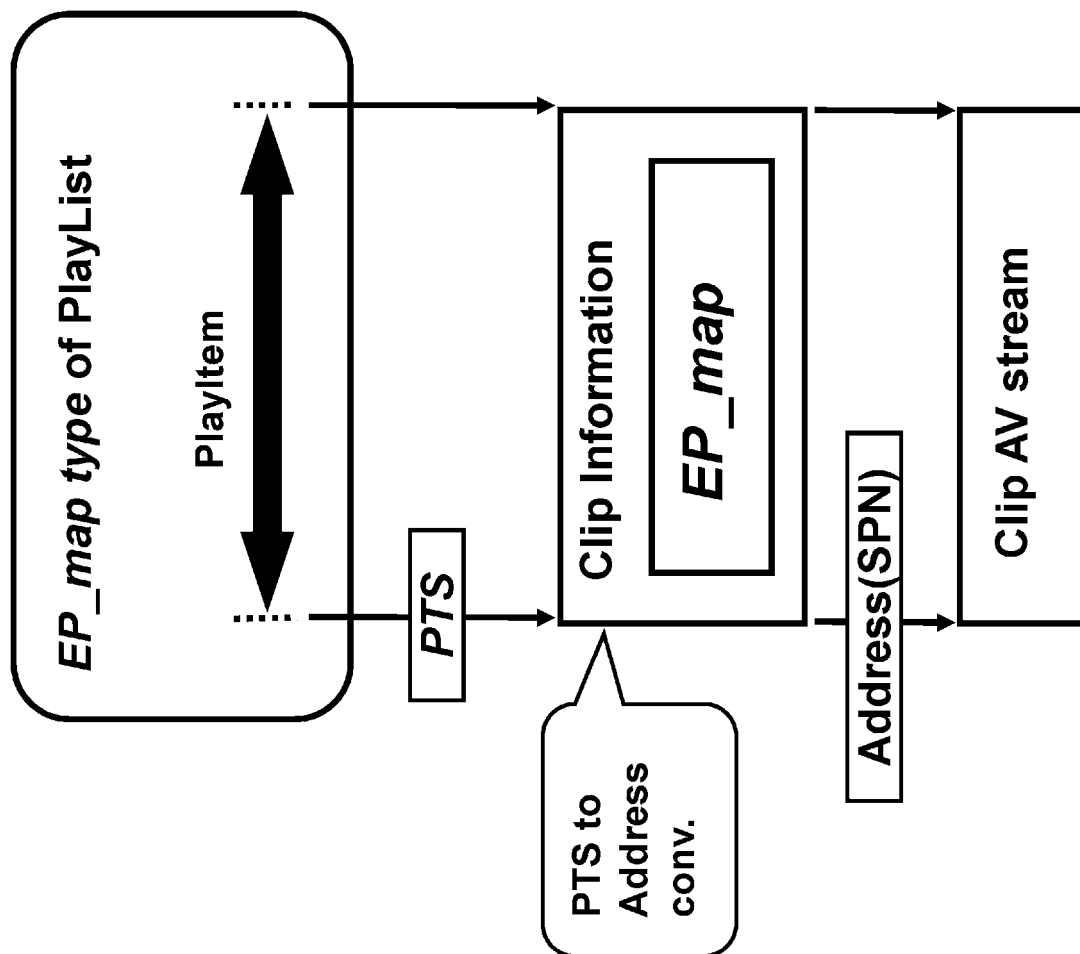 EP_map type of PlayList
PlayItem
PTS
Clip Information
EP_map
PTS to
Address
conv.
Address(SPN)
Clip AV stream